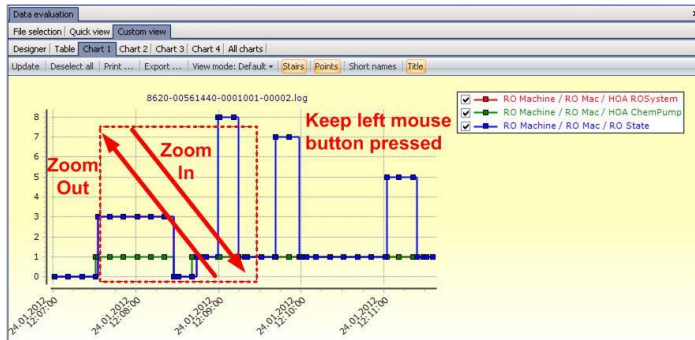 Data evaluation
File selection Quick view Custom view
Designer Table Chart 1 Chart 2 Chart 3 Chart 4 All charts
Update Deselect all Print ... Export ... View mode: Default Stairs Points Short names Title
8620-00561440-0001001-00002.log
Keep left mouse
button pressed
Zoom
Out
Zoom
In
8
7
6
5
4
3
2
1
0
24.01.2012
12:07:00
24.01.2012
12:08:00
24.01.2012
12:09:00
24.01.2012
12:10:00
24.01.2012
12:11:00
RO Machine / RO Mac / HOA ROSystem
RO Machine / RO Mac / HOA ChemPump
RO Machine / RO Mac / RO State